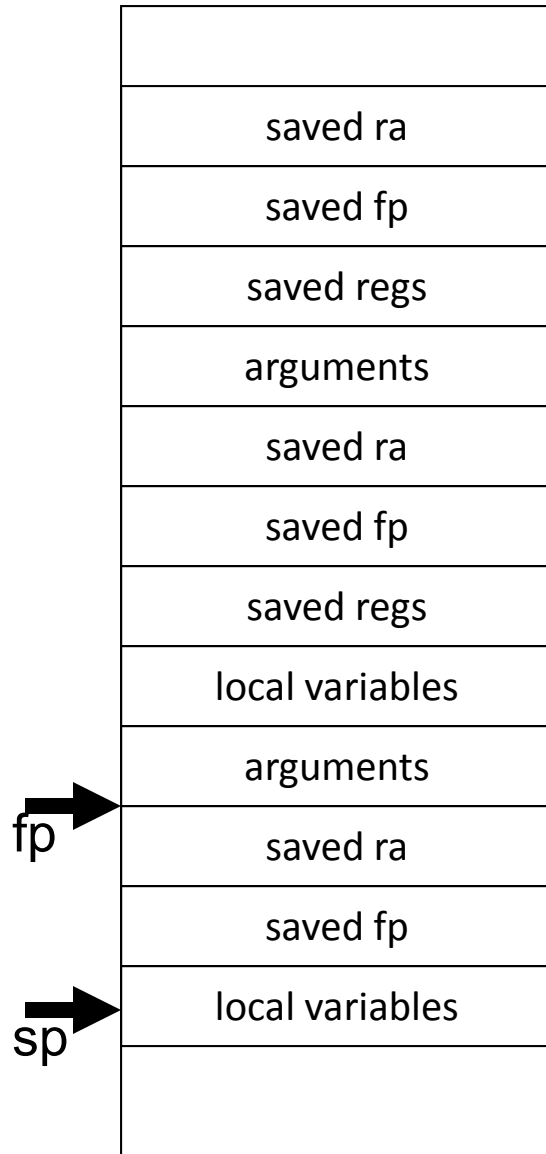 saved ra
saved fp
saved regs
arguments
saved ra
saved fp
saved regs
local variables
arguments
fp
saved ra
saved fp
local variables
sp